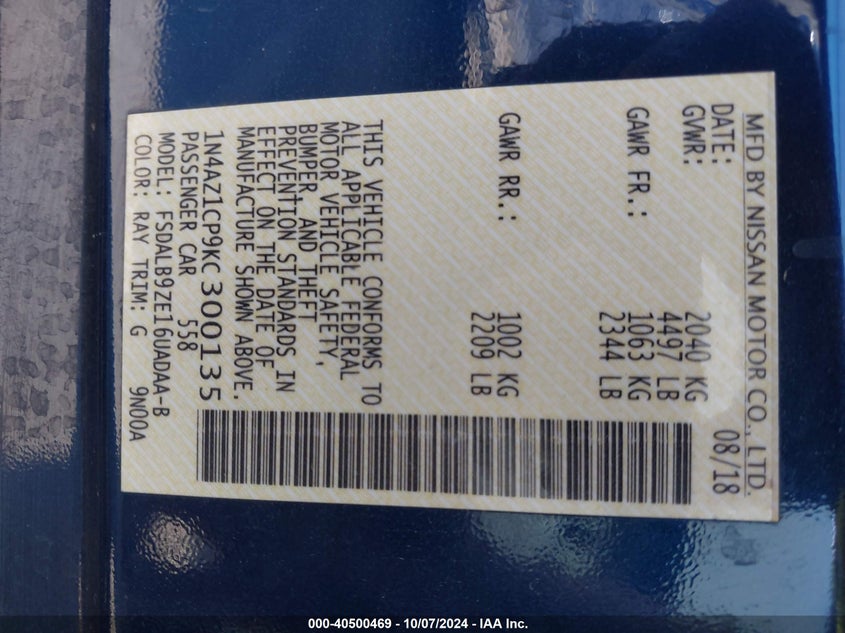 MFD BY NISSAN MOTOR CO., LTD.
DATE: 08/18
GVWR: 2040 KG
4497 LB
GAWR FR.: 1063 KG
2344 LB
GAWR RR.: 1002 KG
2209 LB
THIS VEHICLE CONFORMS TO
ALL APPLICABLE FEDERAL
MOTOR VEHICLE SAFETY,
BUMPER, AND THEFT
PREVENTION STANDARDS IN
EFFECT ON THE DATE OF
MANUFACTURE SHOWN ABOVE.
1N4AZ1CP9KC300135
PASSENGER CAR 558
MODEL: FSDALB9ZE16UADAA-B
COLOR: RAY TRIM: G 9N00A
000-40500469 - 10/07/2024 - IAA Inc.